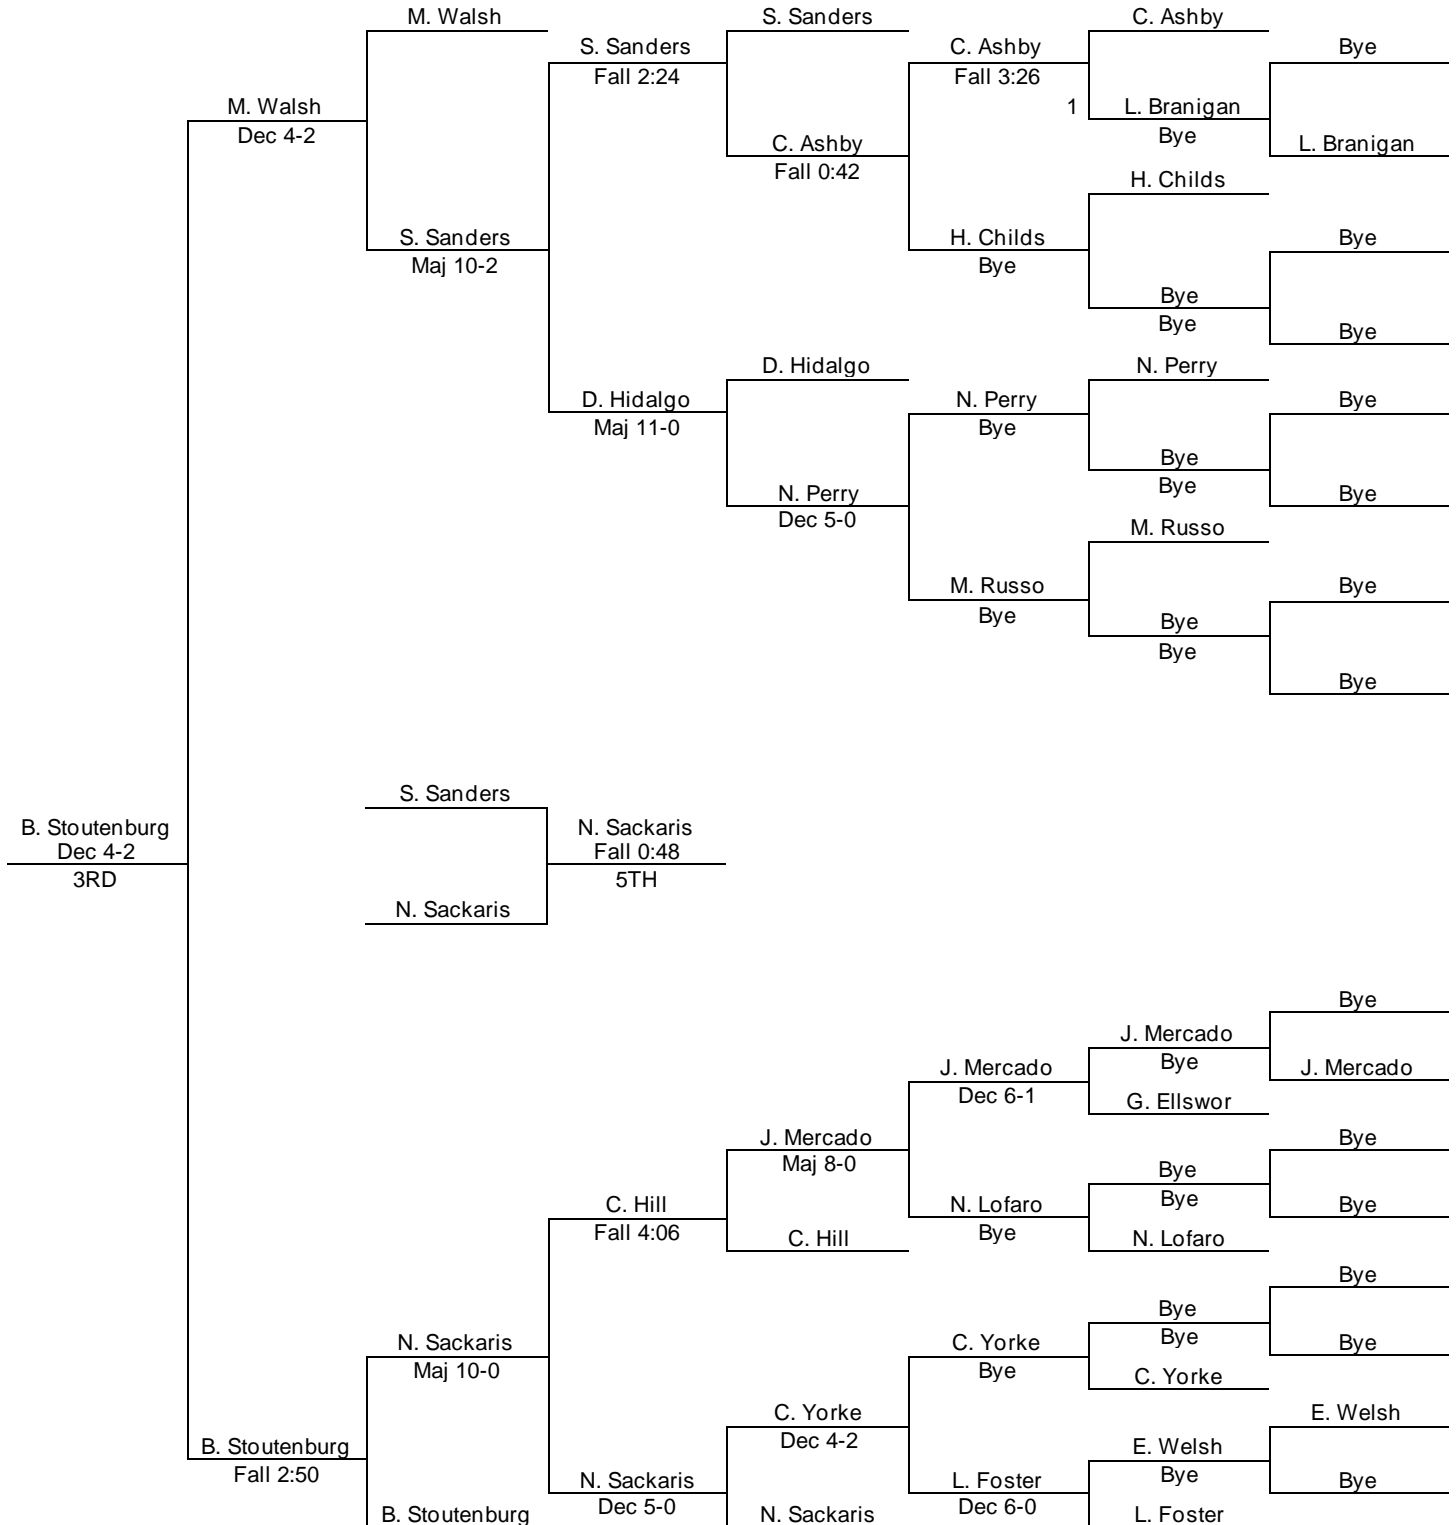 M. Walsh
S. Sanders
C. Ashby
S. Sanders
C. Ashby
Bye
Fall 2:24
Fall 3:26
M. Walsh
1
L. Branigan
Dec 4-2
C. Ashby
Bye
L. Branigan
Fall 0:42
H. Childs
S. Sanders
H. Childs
Bye
Maj 10-2
Bye
Bye
Bye
Bye
D. Hidalgo
N. Perry
D. Hidalgo
N. Perry
Bye
Maj 11-0
Bye
Bye
N. Perry
Bye
Bye
Dec 5-0
M. Russo
M. Russo
Bye
Bye
Bye
Bye
Bye
S. Sanders
B. Stoutenburg
N. Sackaris
Dec 4-2
Fall 0:48
3RD
5TH
N. Sackaris
Bye
J. Mercado
J. Mercado
Bye
J. Mercado
Dec 6-1
G. Ellswor
J. Mercado
Bye
Maj 8-0
Bye
C. Hill
N. Lofaro
Bye
Bye
Fall 4:06
C. Hill
Bye
N. Lofaro
Bye
Bye
N. Sackaris
C. Yorke
Bye
Bye
Maj 10-0
Bye
C. Yorke
C. Yorke
E. Welsh
B. Stoutenburg
Dec 4-2
E. Welsh
Fall 2:50
N. Sackaris
L. Foster
Bye
Bye
Dec 5-0
Dec 6-0
B. Stoutenburg
N. Sackaris
L. Foster